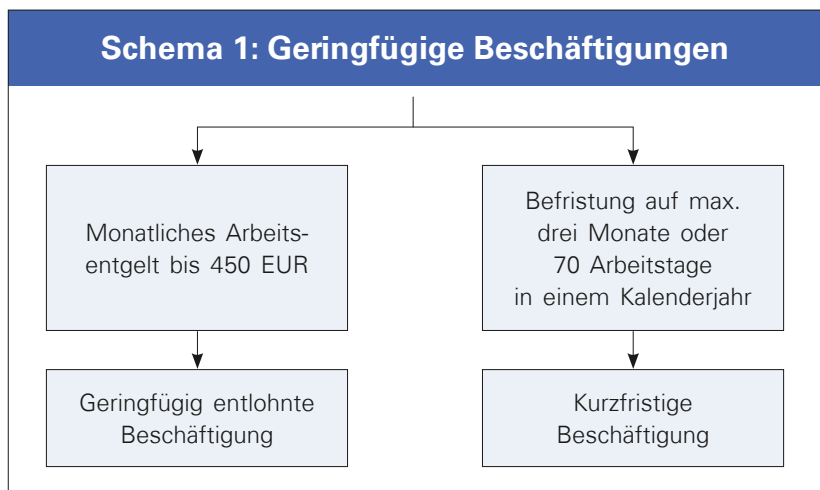 Schema 1: Geringfügige Beschäftigungen
Monatliches Arbeits-
entgelt bis 450 EUR
Befristung auf max.
drei Monate oder
70 Arbeitstage
in einem Kalenderjahr
Geringfügig entlohnte
Beschäftigung
Kurzfristige
Beschäftigung